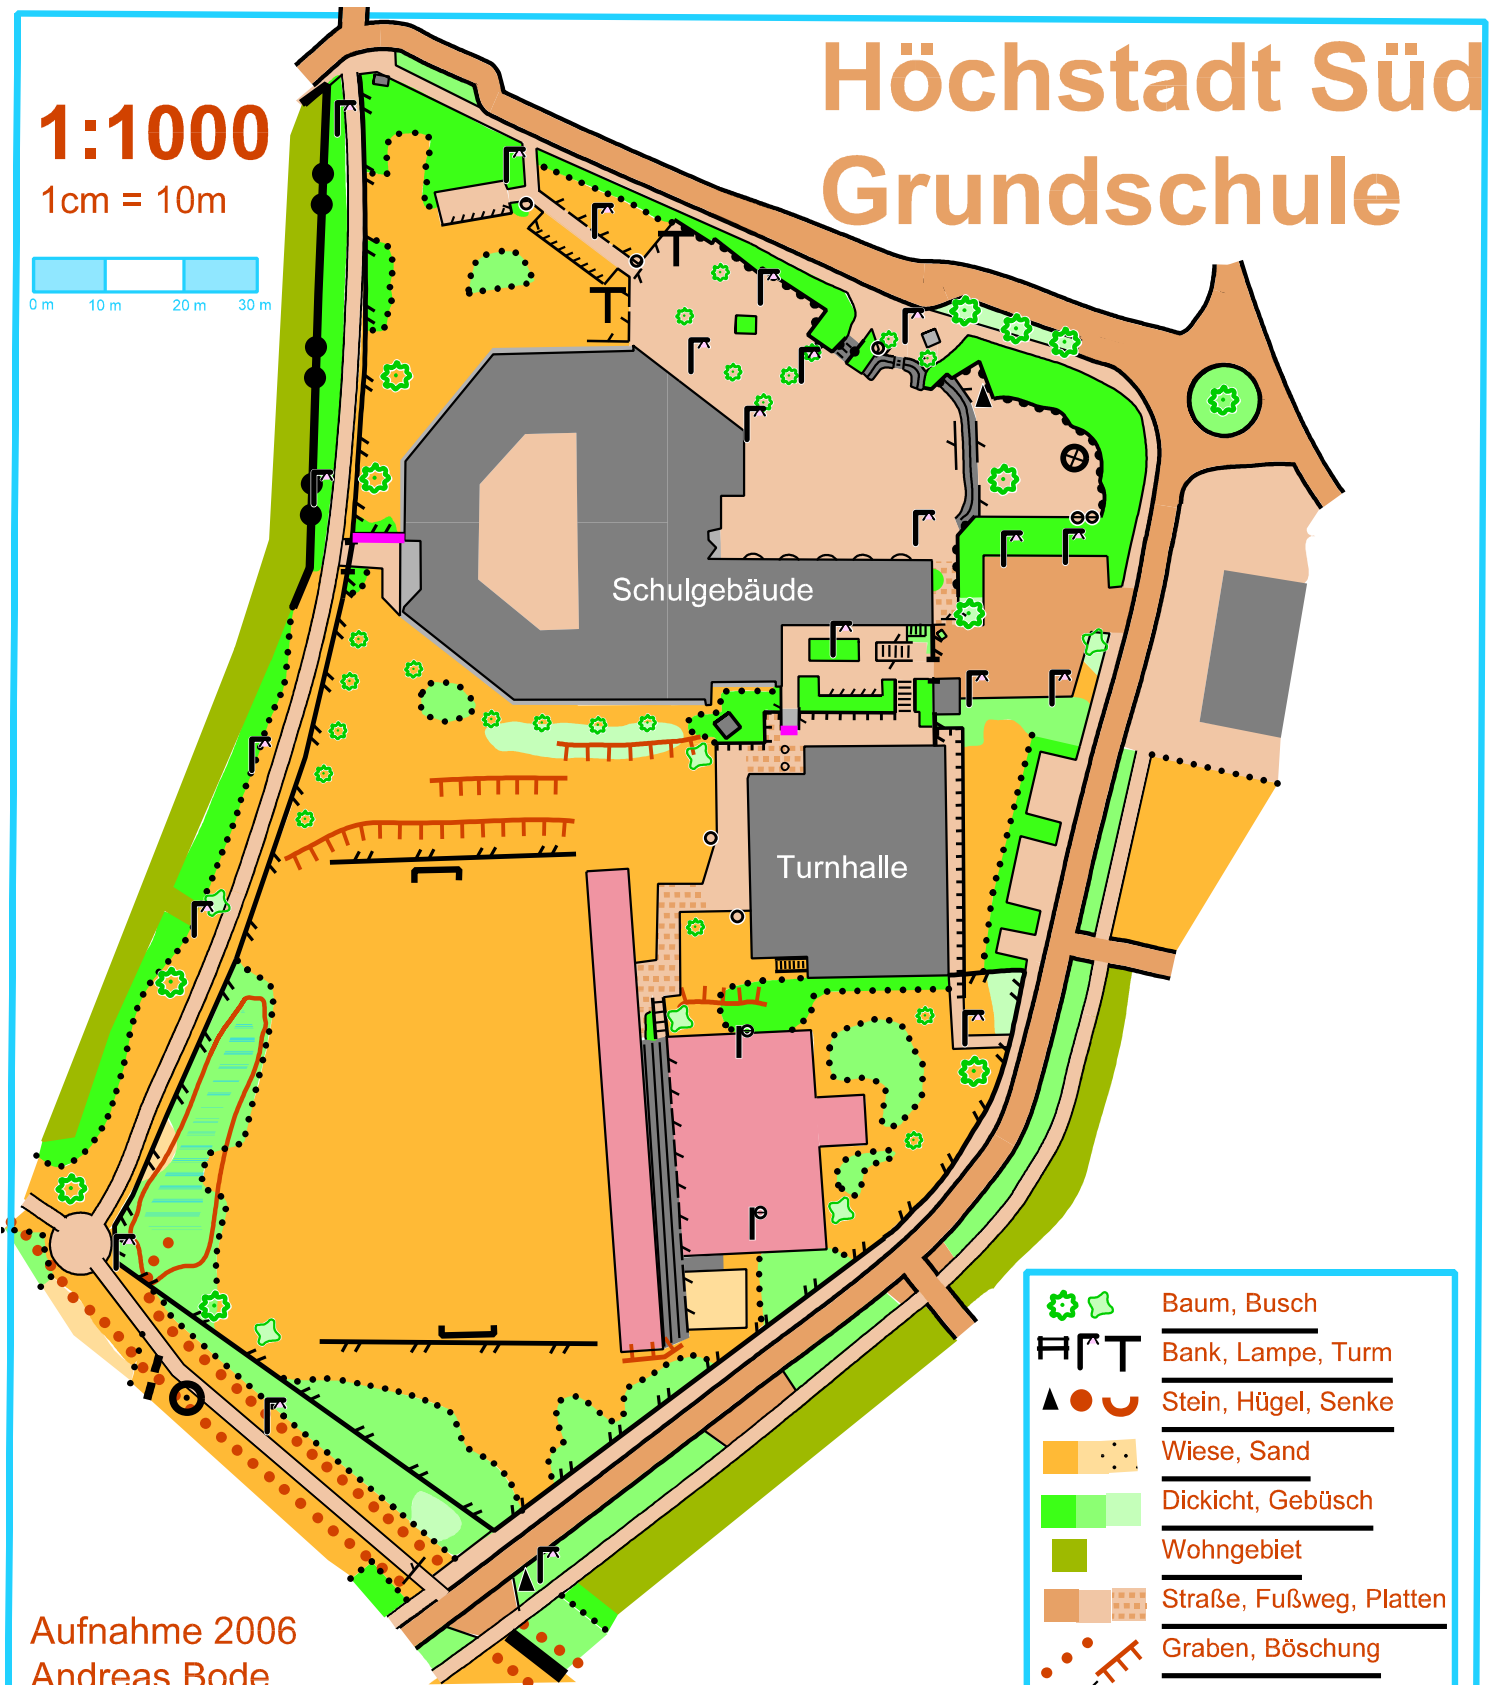 Höchstadt Süd
Grundschule
1:1000
1cm = 10m
0 m 10 m 20 m 30 m
Schulgebäude
Turnhalle
Baum, Busch
Bank, Lampe, Turm
Stein, Hügel, Senke
Wiese, Sand
Dickicht, Gebüsch
Wohngebiet
Straße, Fußweg, Platten
Graben, Böschung
Aufnahme 2006
Andreas Bode